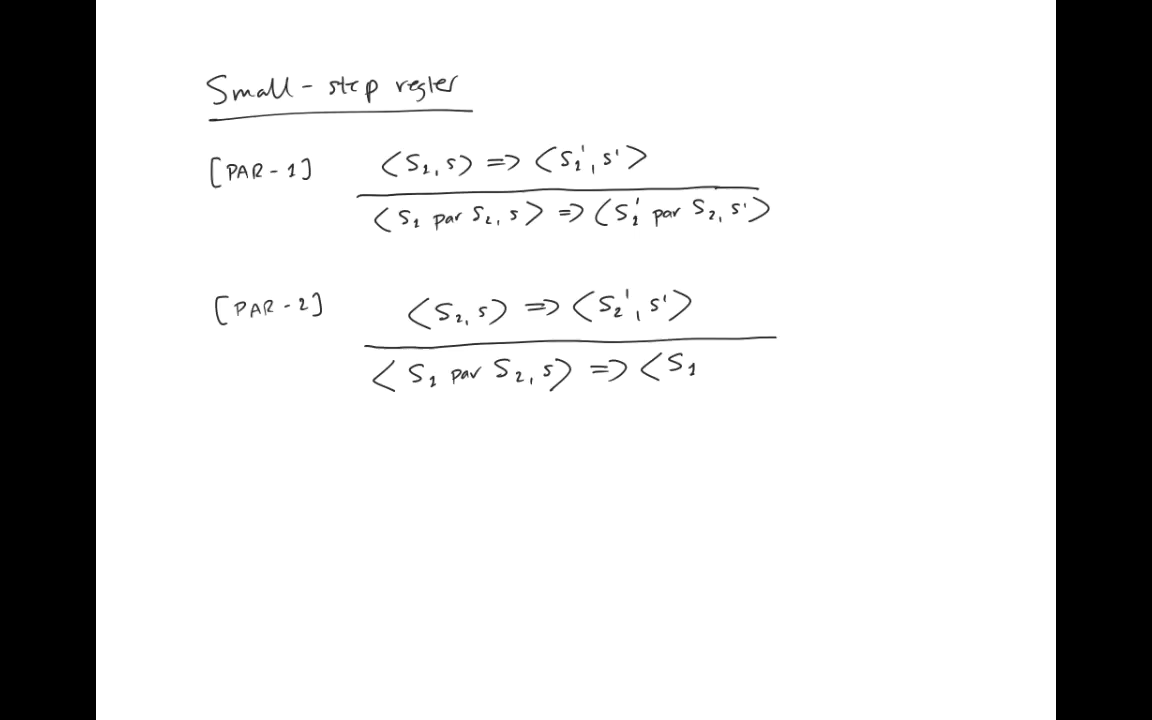 Small-step regler
[PAR-1] <S₁, s> => <S₁', s'>
<S₁ par S₂, s> => <S₁' par S₂, s'>
[PAR-2] <S₂, s> => <S₂', s'>
<S₁ par S₂, s> => <S₁